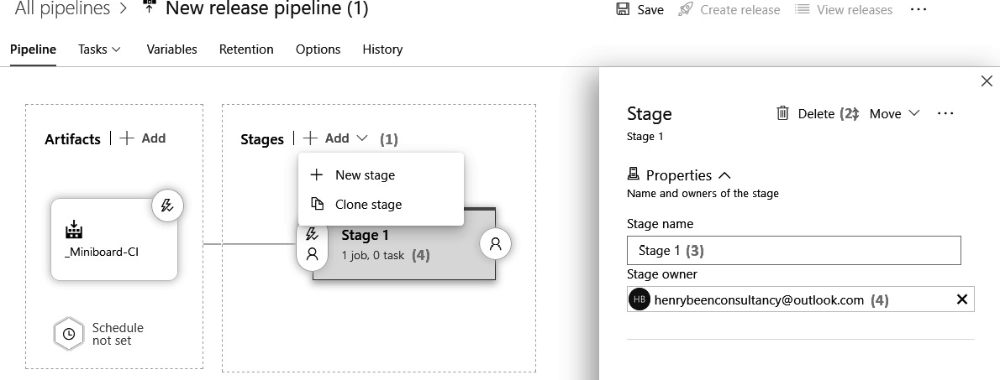 All pipelines > New release pipeline (1)
Save Create release View releases ...
Pipeline Tasks Variables Retention Options History
Artifacts | + Add
_Miniboard-CI
Schedule
not set
Stages | + Add (1)
+ New stage
Clone stage
Stage 1
1 job, 0 task (4)
Stage
Delete (2) Move ...
Stage 1
Properties
Name and owners of the stage
Stage name
Stage 1 (3)
Stage owner
HB henrybeenconsultancy@outlook.com (4)